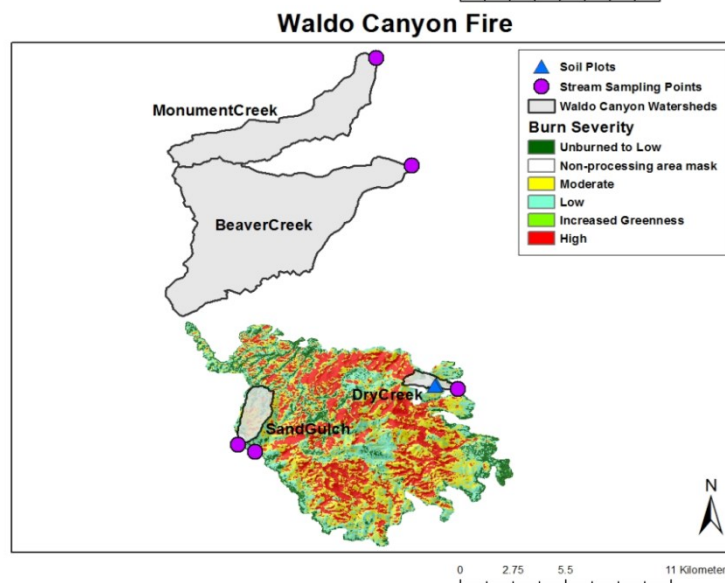 Waldo Canyon Fire
Soil Plots
Stream Sampling Points
Waldo Canyon Watersheds
Burn Severity
Unburned to Low
Non-processing area mask
Moderate
Low
Increased Greenness
High
MonumentCreek
BeaverCreek
DryCreek
SandGulch
N
0 2.75 5.5 11 Kilometer